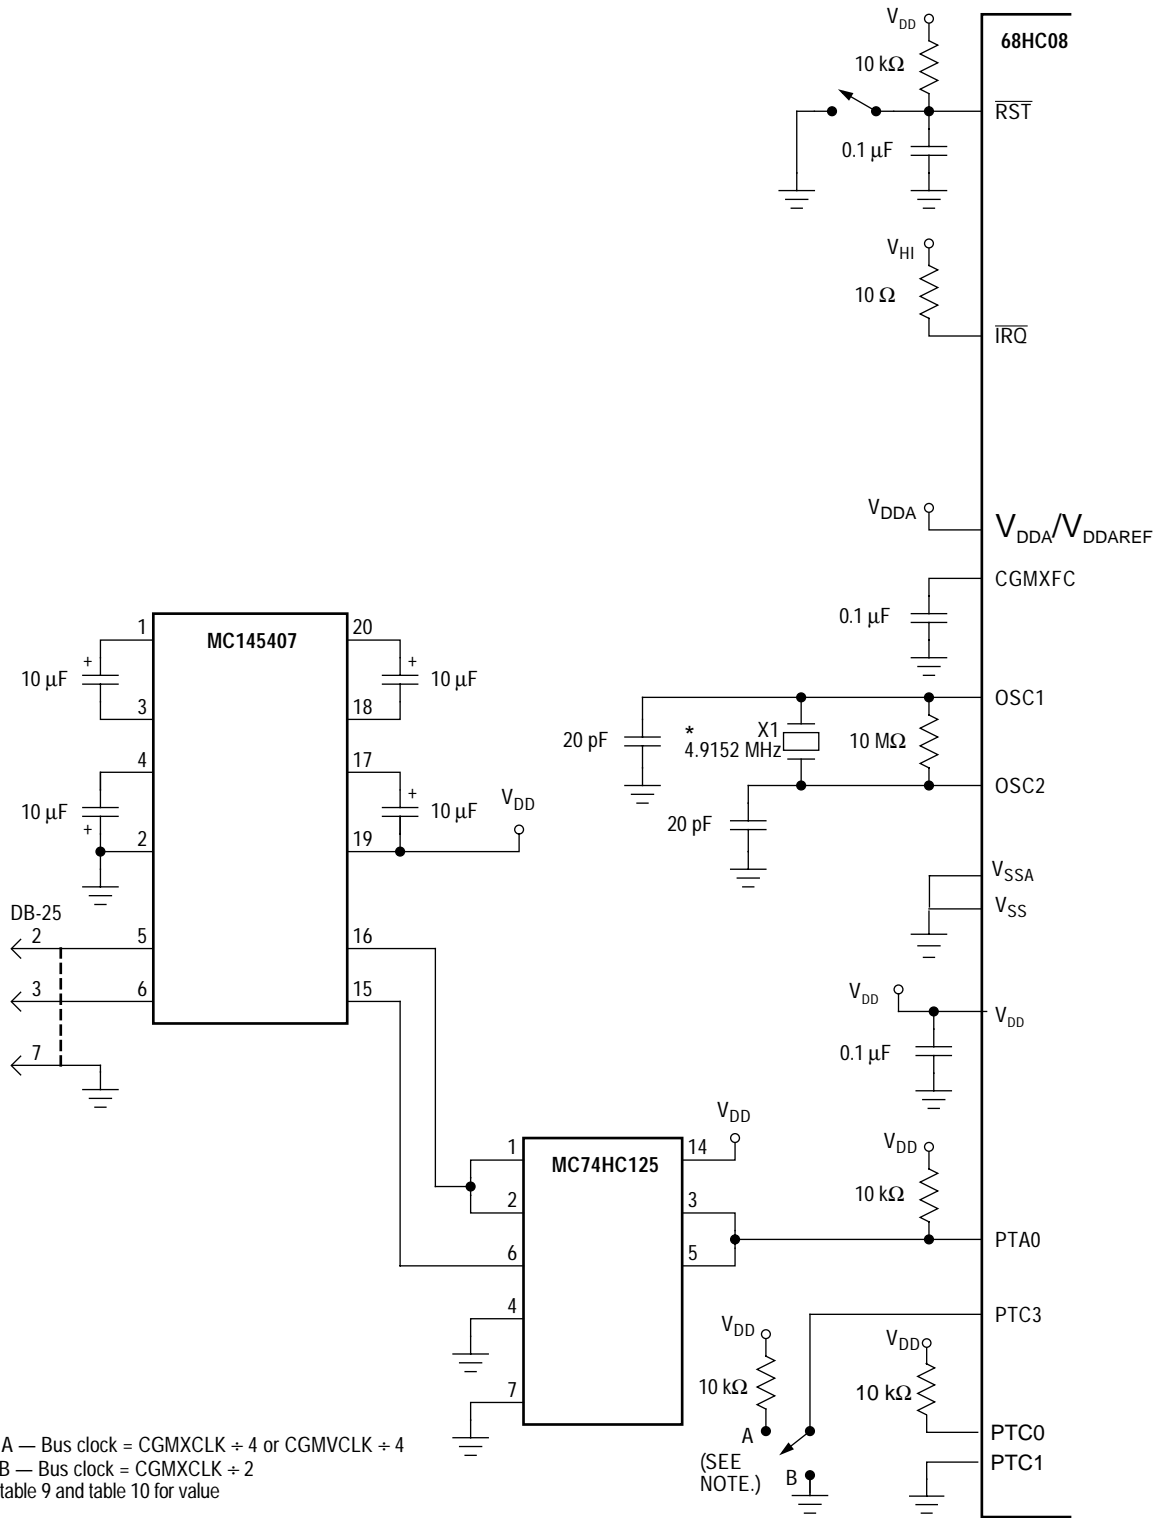 V_DD
68HC08
10 kΩ
RST
0.1 µF
V_HI
10 Ω
IRQ
V_DDA
V_DDA/V_DDAREF
CGMXFC
0.1 µF
MC145407
1
20
+
10 µF
+
10 µF
3
18
4
17
10 µF
+
+
10 µF
V_DD
2
19
OSC1
20 pF
*
4.9152 MHz
X1
10 MΩ
OSC2
20 pF
V_SSA
V_SS
DB-25
2
5
16
3
6
15
7
V_DD
V_DD
0.1 µF
MC74HC125
1
14
V_DD
2
3
V_DD
10 kΩ
6
5
PTA0
4
PTC3
V_DD
10 kΩ
V_DD
10 kΩ
7
A
(SEE
NOTE.)
B
PTC0
PTC1
A — Bus clock = CGMXCLK ÷ 4 or CGMVCLK ÷ 4
B — Bus clock = CGMXCLK ÷ 2
table 9 and table 10 for value